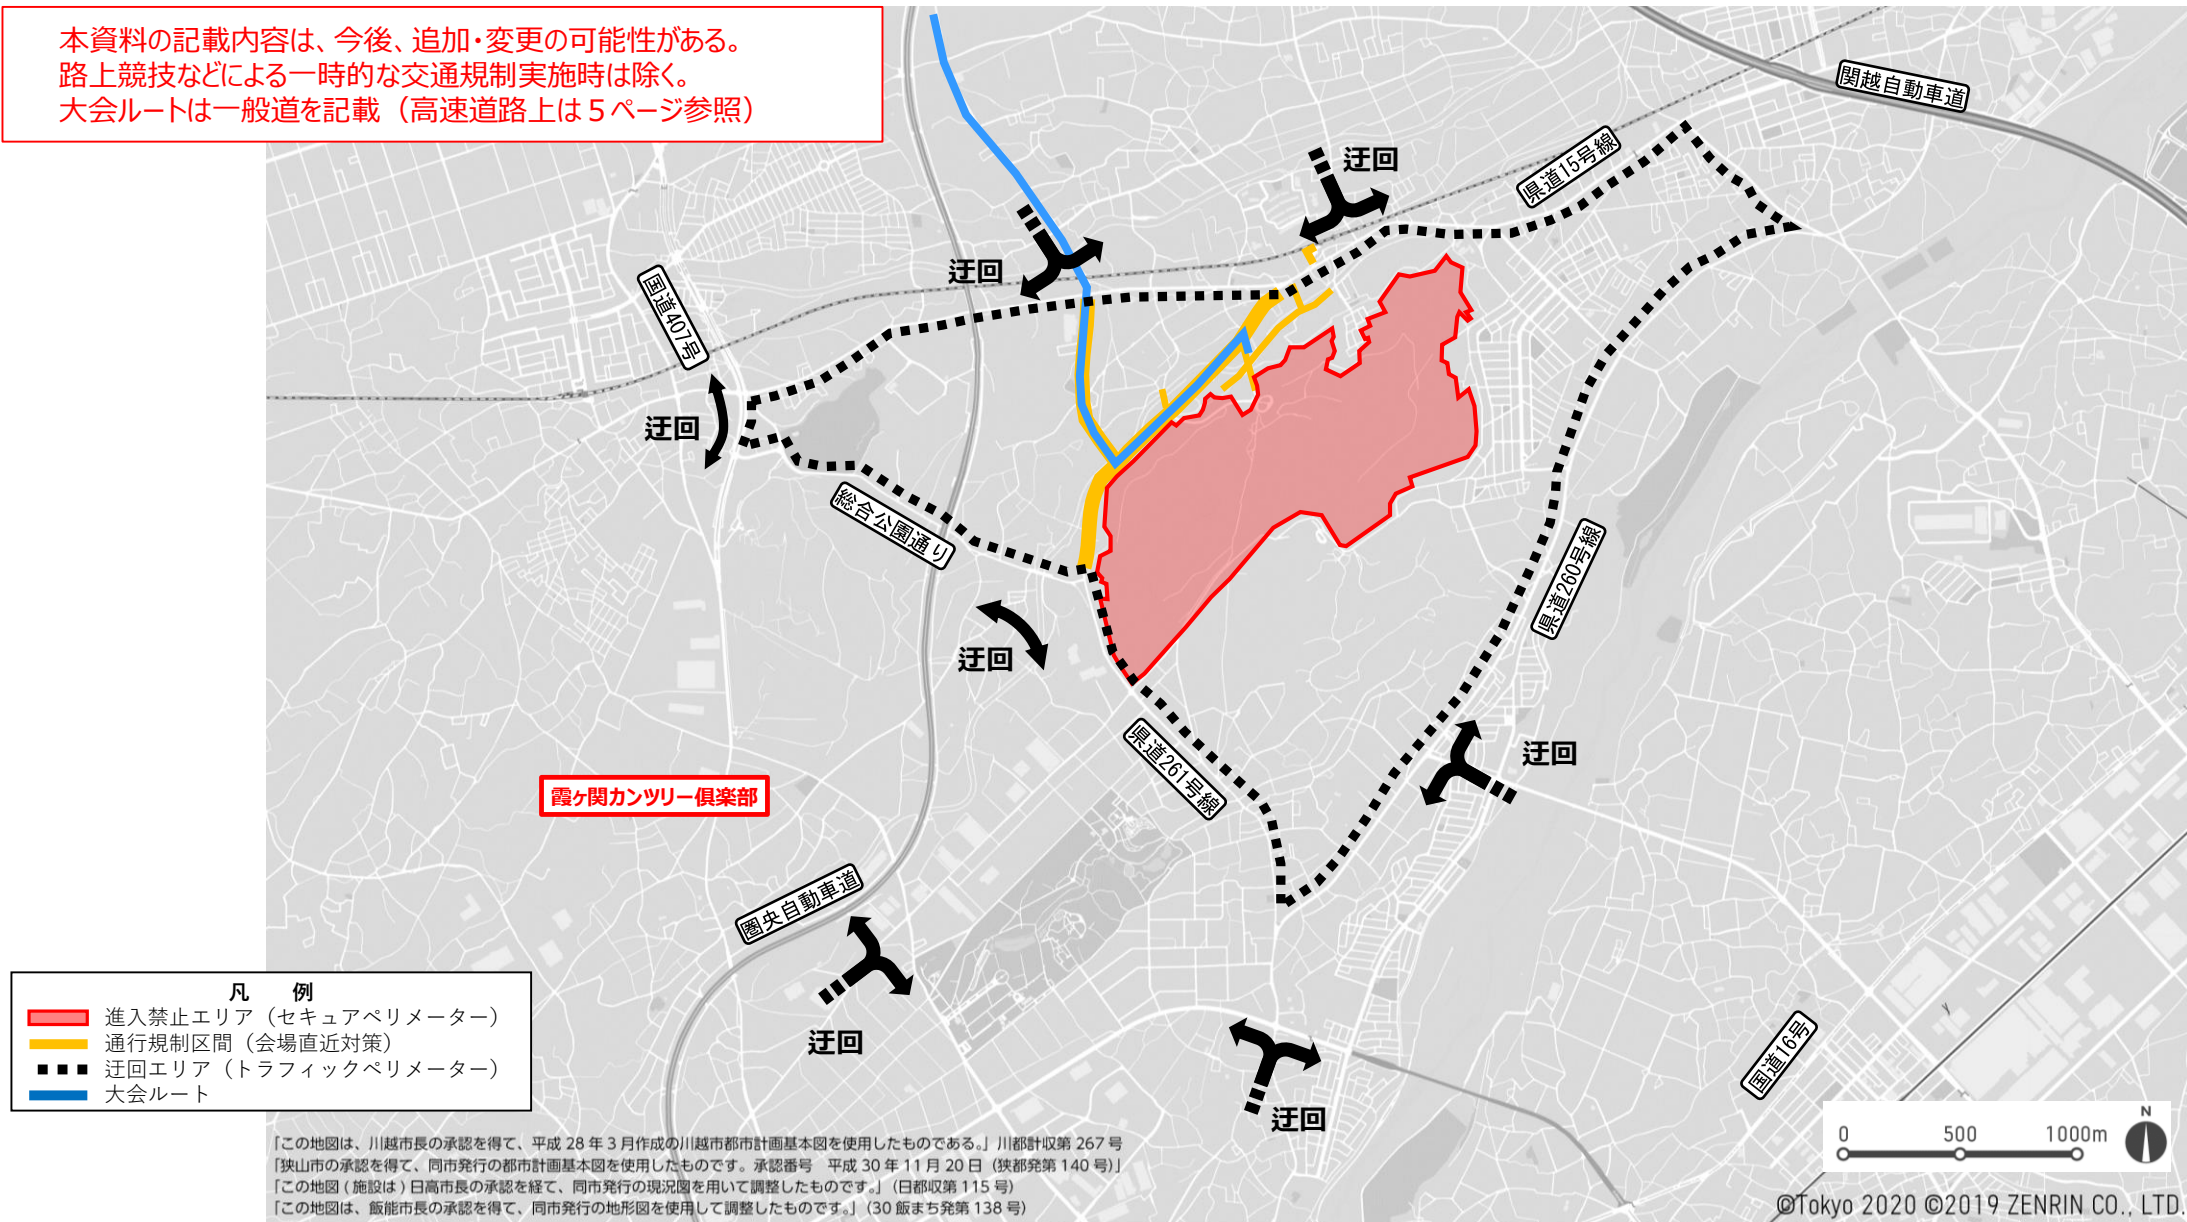 本資料の記載内容は、今後、追加・変更の可能性がある。
路上競技などによる一時的な交通規制実施時は除く。
大会ルートは一般道を記載（高速道路上は５ページ参照）
関越自動車道
県道15号線
迂回
迂回
国道407号
迂回
総合公園通り
県道260号線
迂回
県道261号線
迂回
霞ヶ関カンツリー倶楽部
圏央自動車道
迂回
迂回
国道16号
凡　例
進入禁止エリア（セキュアペリメーター）
通行規制区間（会場直近対策）
迂回エリア（トラフィックペリメーター）
大会ルート
「この地図は、川越市長の承認を得て、平成 28 年 3 月作成の川越市都市計画基本図を使用したものである。」川都計収第 267 号
「狭山市の承認を得て、同市発行の都市計画基本図を使用したものです。承認番号　平成 30 年 11 月 20 日（狭都発第 140 号）」
「この地図 ( 施設は ) 日高市長の承認を経て、同市発行の現況図を用いて調整したものです。」（日都収第 115 号）
「この地図は、飯能市長の承認を得て、同市発行の地形図を使用して調整したものです。」（30 飯まち発第 138 号）
0 500 1000m
N
©Tokyo 2020 ©2019 ZENRIN CO., LTD.